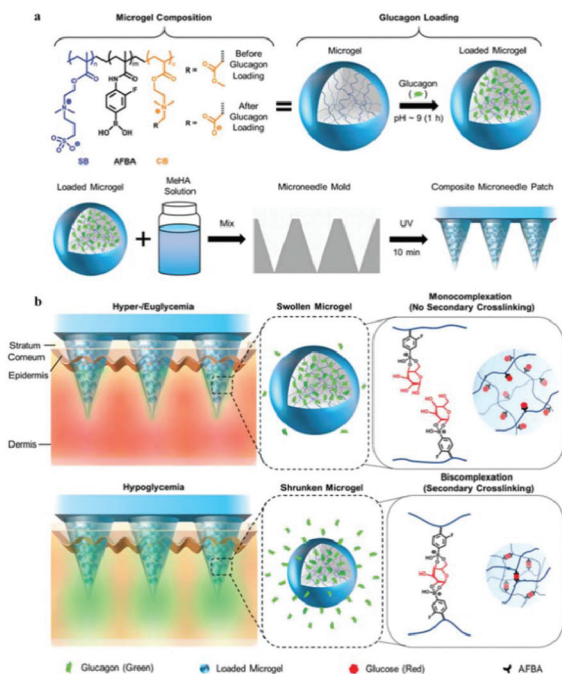 a
Microgel Composition
Glucagon Loading
Before
Glucagon
Loading
After
Glucagon
Loading
R =
R =
SB
AFBA
CB
=
Microgel
Glucagon
( )
pH ~ 9 (1 h)
Loaded Microgel
Loaded Microgel
+
MeHA
Solution
Mix
Microneedle Mold
UV
10 min
Composite Microneedle Patch
b
Hyper-/Euglycemia
Stratum
Corneum
Epidermis
Dermis
Swollen Microgel
Monocomplexation
(No Secondary Crosslinking)
Hypoglycemia
Shrunken Microgel
Biscomplexation
(Secondary Crosslinking)
Glucagon (Green)
Loaded Microgel
Glucose (Red)
AFBA